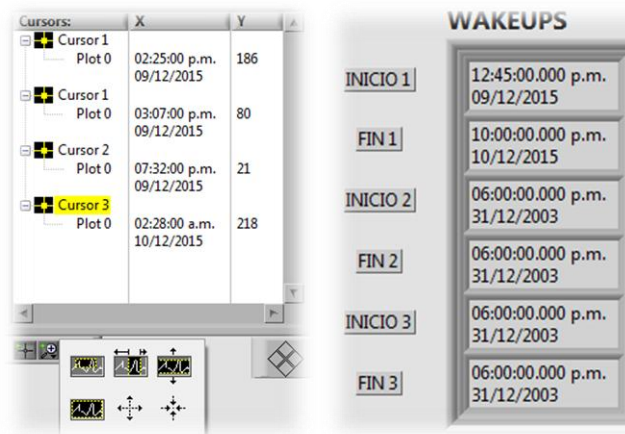 Cursors: X Y
Cursor 1
Plot 0 02:25:00 p.m. 186
09/12/2015
Cursor 1
Plot 0 03:07:00 p.m. 80
09/12/2015
Cursor 2
Plot 0 07:32:00 p.m. 21
09/12/2015
Cursor 3
Plot 0 02:28:00 a.m. 218
10/12/2015
WAKEUPS
INICIO 1 12:45:00.000 p.m.
09/12/2015
FIN 1 10:00:00.000 p.m.
10/12/2015
INICIO 2 06:00:00.000 p.m.
31/12/2003
FIN 2 06:00:00.000 p.m.
31/12/2003
INICIO 3 06:00:00.000 p.m.
31/12/2003
FIN 3 06:00:00.000 p.m.
31/12/2003